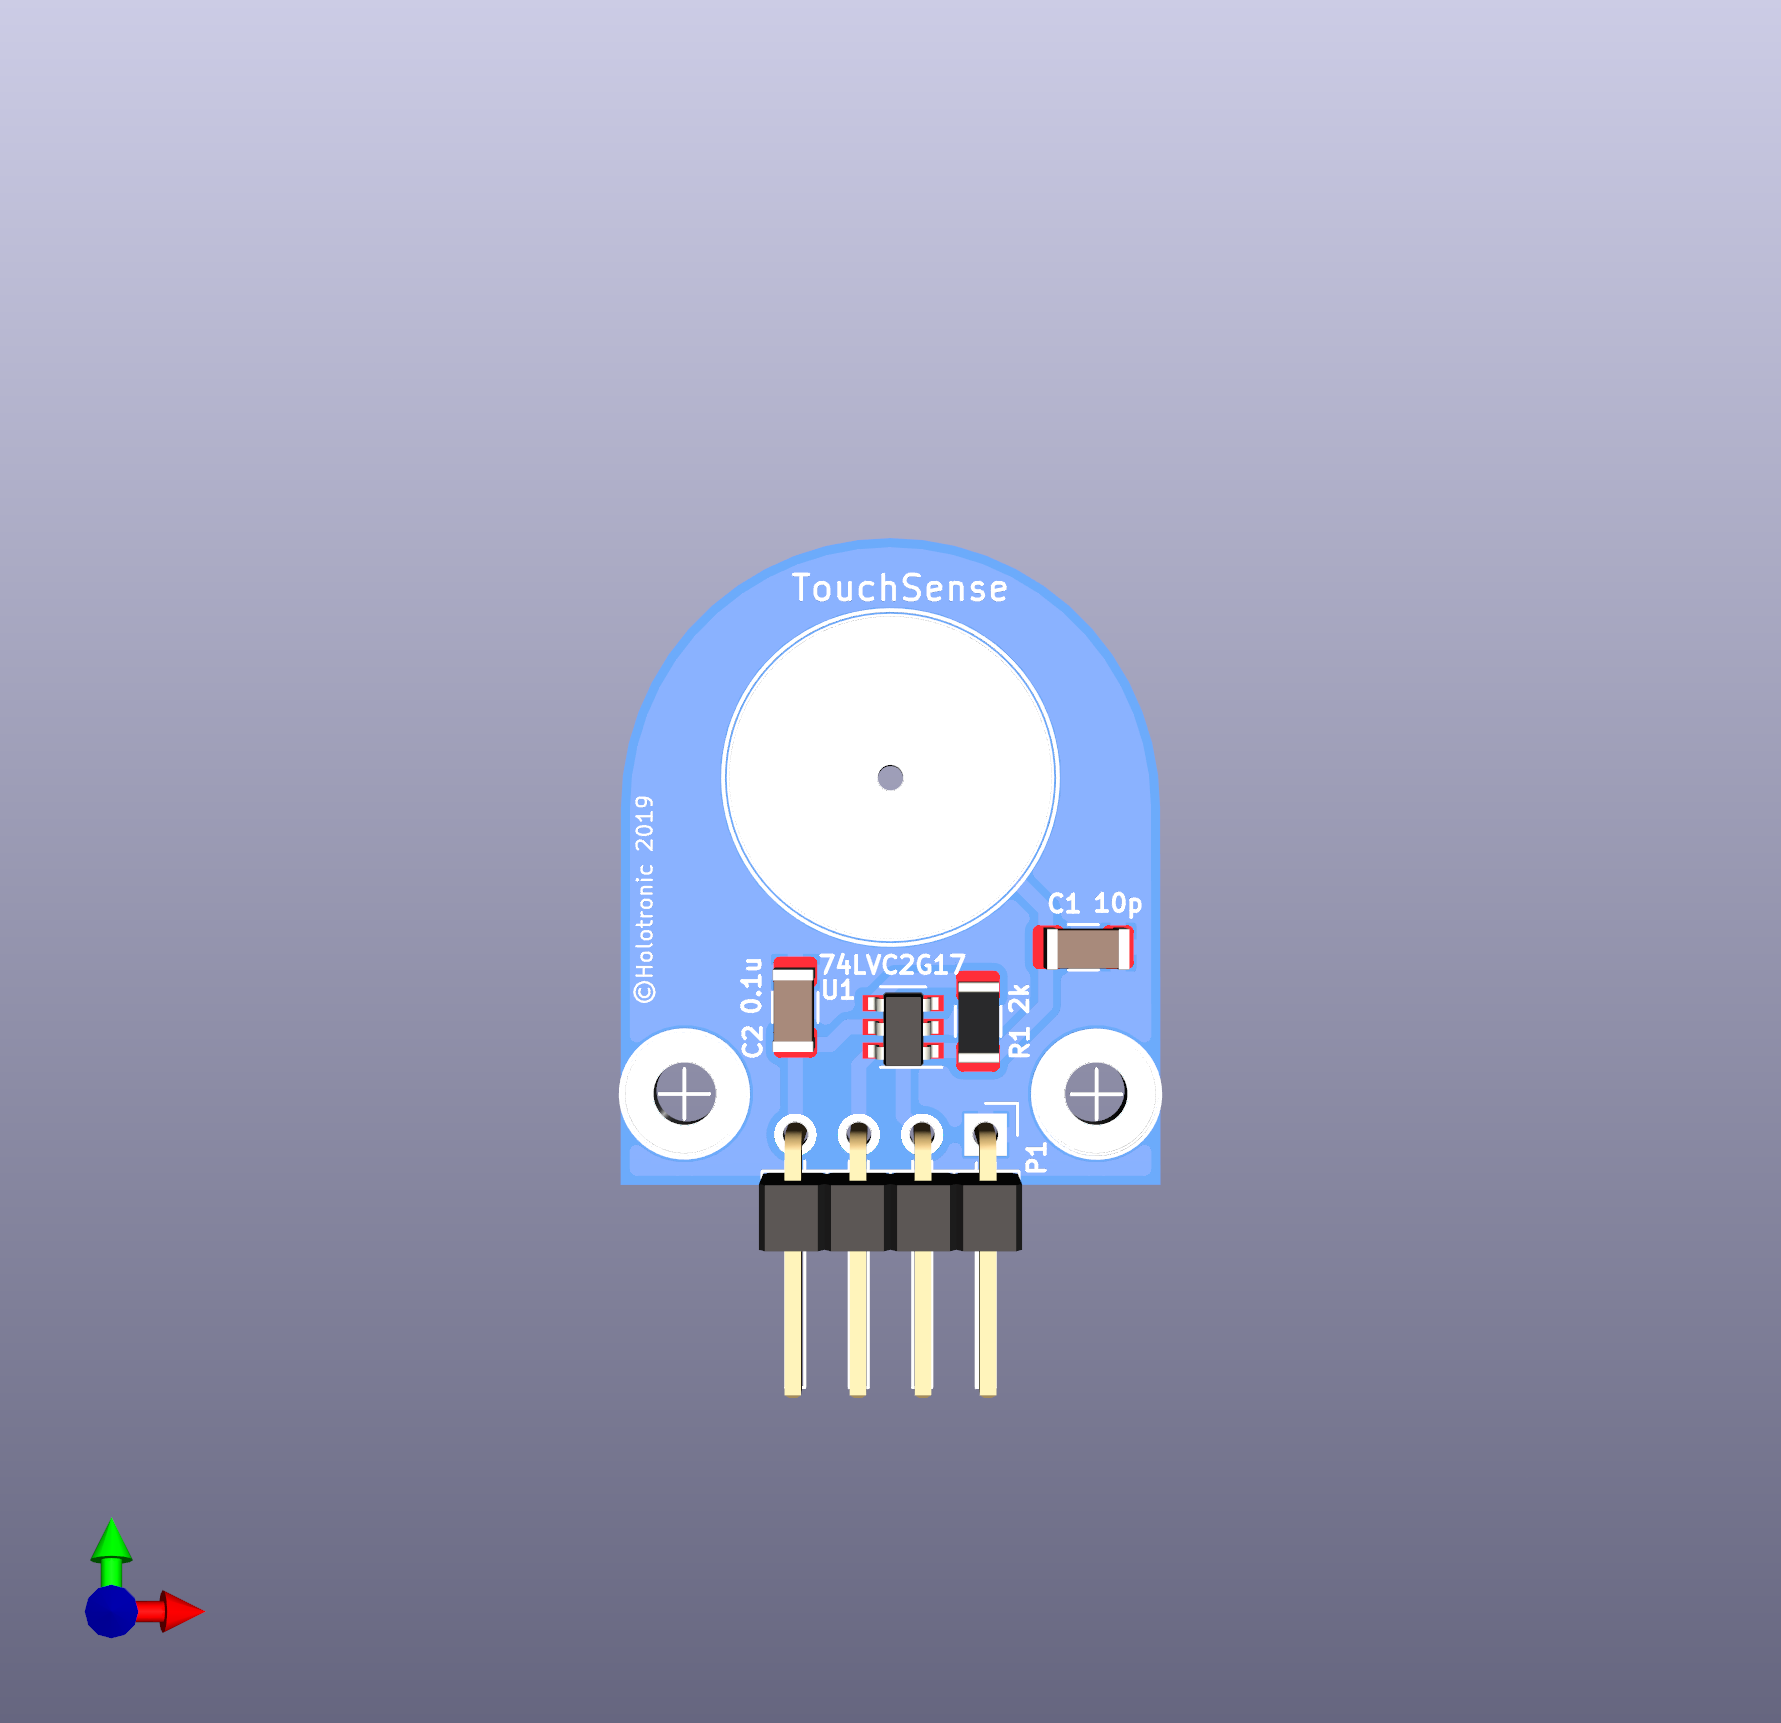 TouchSense
©Holotronic 2019
C1 10p
74LVC2G17
U1
C2 0.1u
R1 2k
P1